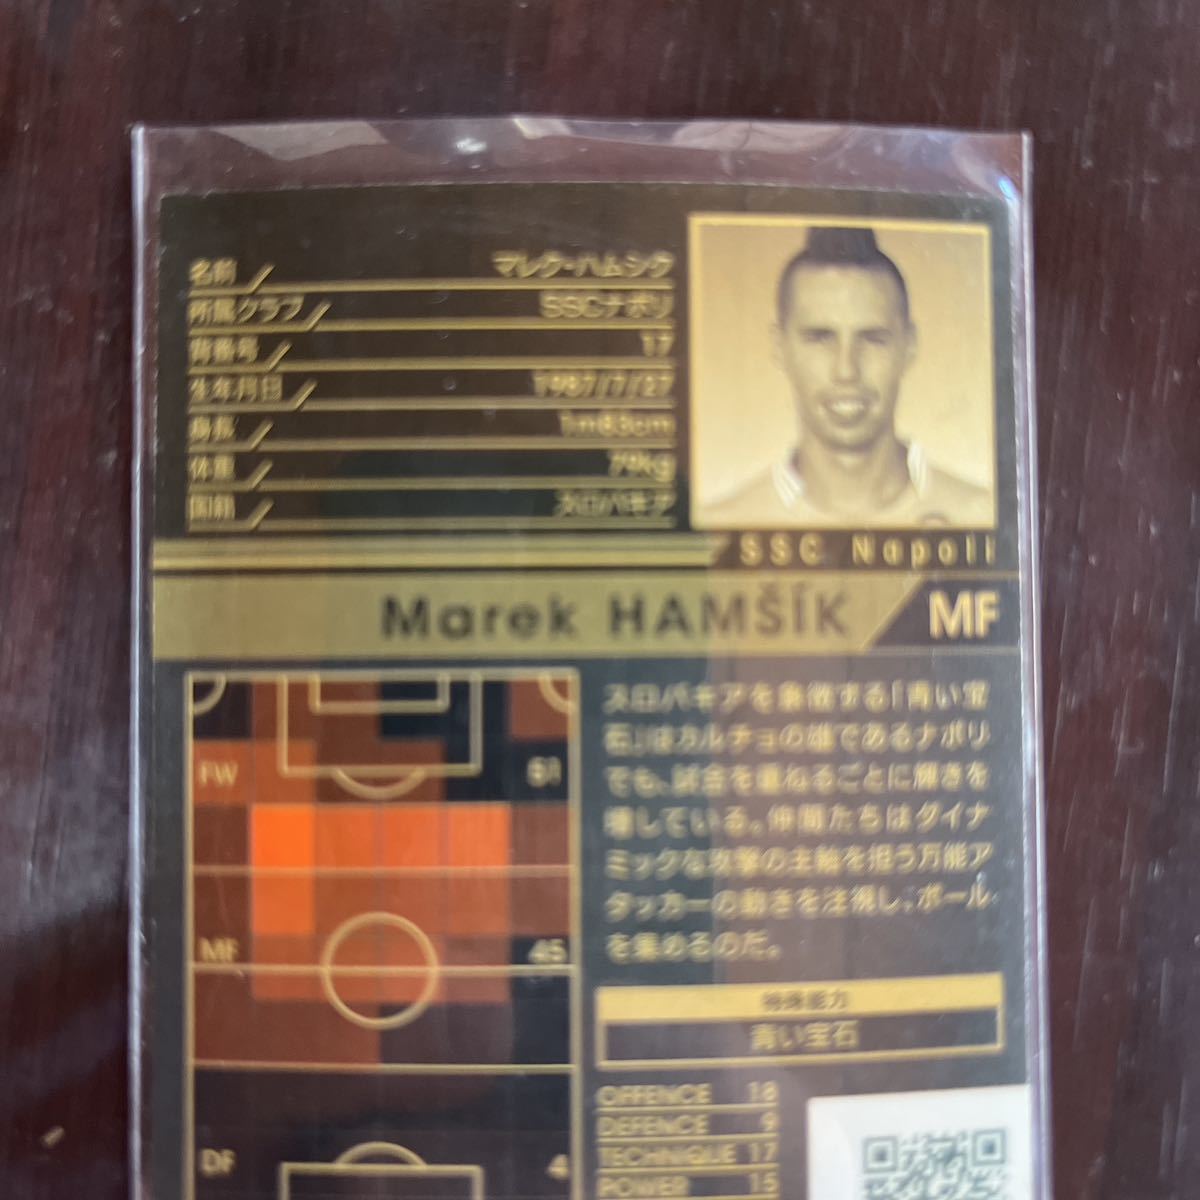 名前 マレク・ハムシク
所属クラブ SSCナポリ
背番号 17
生年月日 1987/7/27
身長 1m83cm
体重 79kg
国籍 スロバキア
SSC Napoli
Marek HAMŠÍK MF
FW 51
MF 45
DF 4
スロバキアを象徴する「青い宝
石」はカルチョの雄であるナポリ
でも、試合を重ねるごとに輝きを
増している。仲間たちはダイナ
ミックな攻撃の主軸を担う万能ア
タッカーの動きを注視し、ボール
を集めるのだ。
特殊能力
青い宝石
OFFENCE 18
DEFENCE 9
TECHNIQUE 17
POWER 15